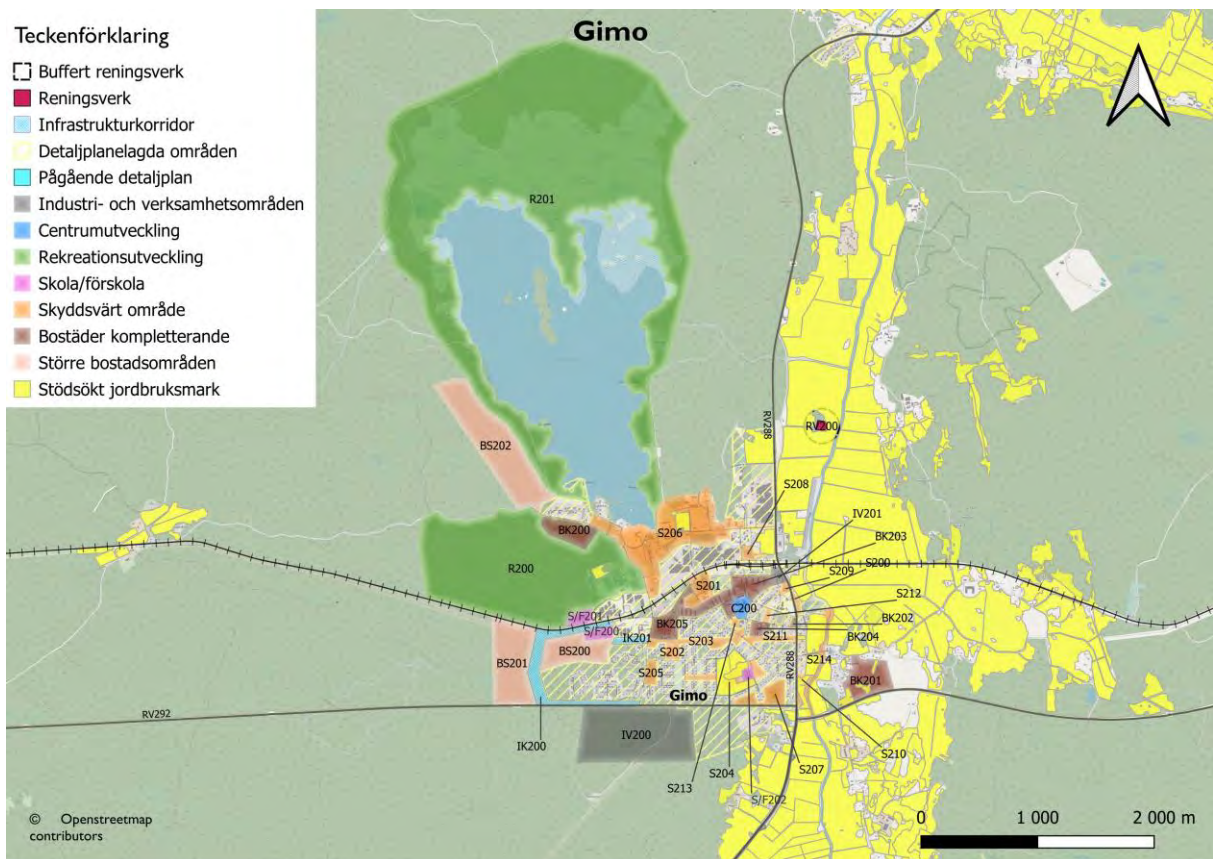 Gimo
Teckenförklaring
Buffert reningsverk
Reningsverk
Infrastrukturkorridor
Detaljplanelagda områden
Pågående detaljplan
Industri- och verksamhetsområden
Centrumutveckling
Rekreationsutveckling
Skola/förskola
Skyddsvärt område
Bostäder kompletterande
Större bostadsområden
Stödsökt jordbruksmark
R201
RV288
RV200
BS202
S208
IV201
BK200
S206
BK203
R200
S209
S200
S201
S212
C200
S/F201
S/F200
BK205
BK202
IK201
S203
S211
BK204
BS200
S202
S214
BS201
S205
RV288
BK201
Gimo
RV292
IK200
IV200
S210
S204
S207
S213
S/F202
© Openstreetmap
contributors
0 1 000 2 000 m